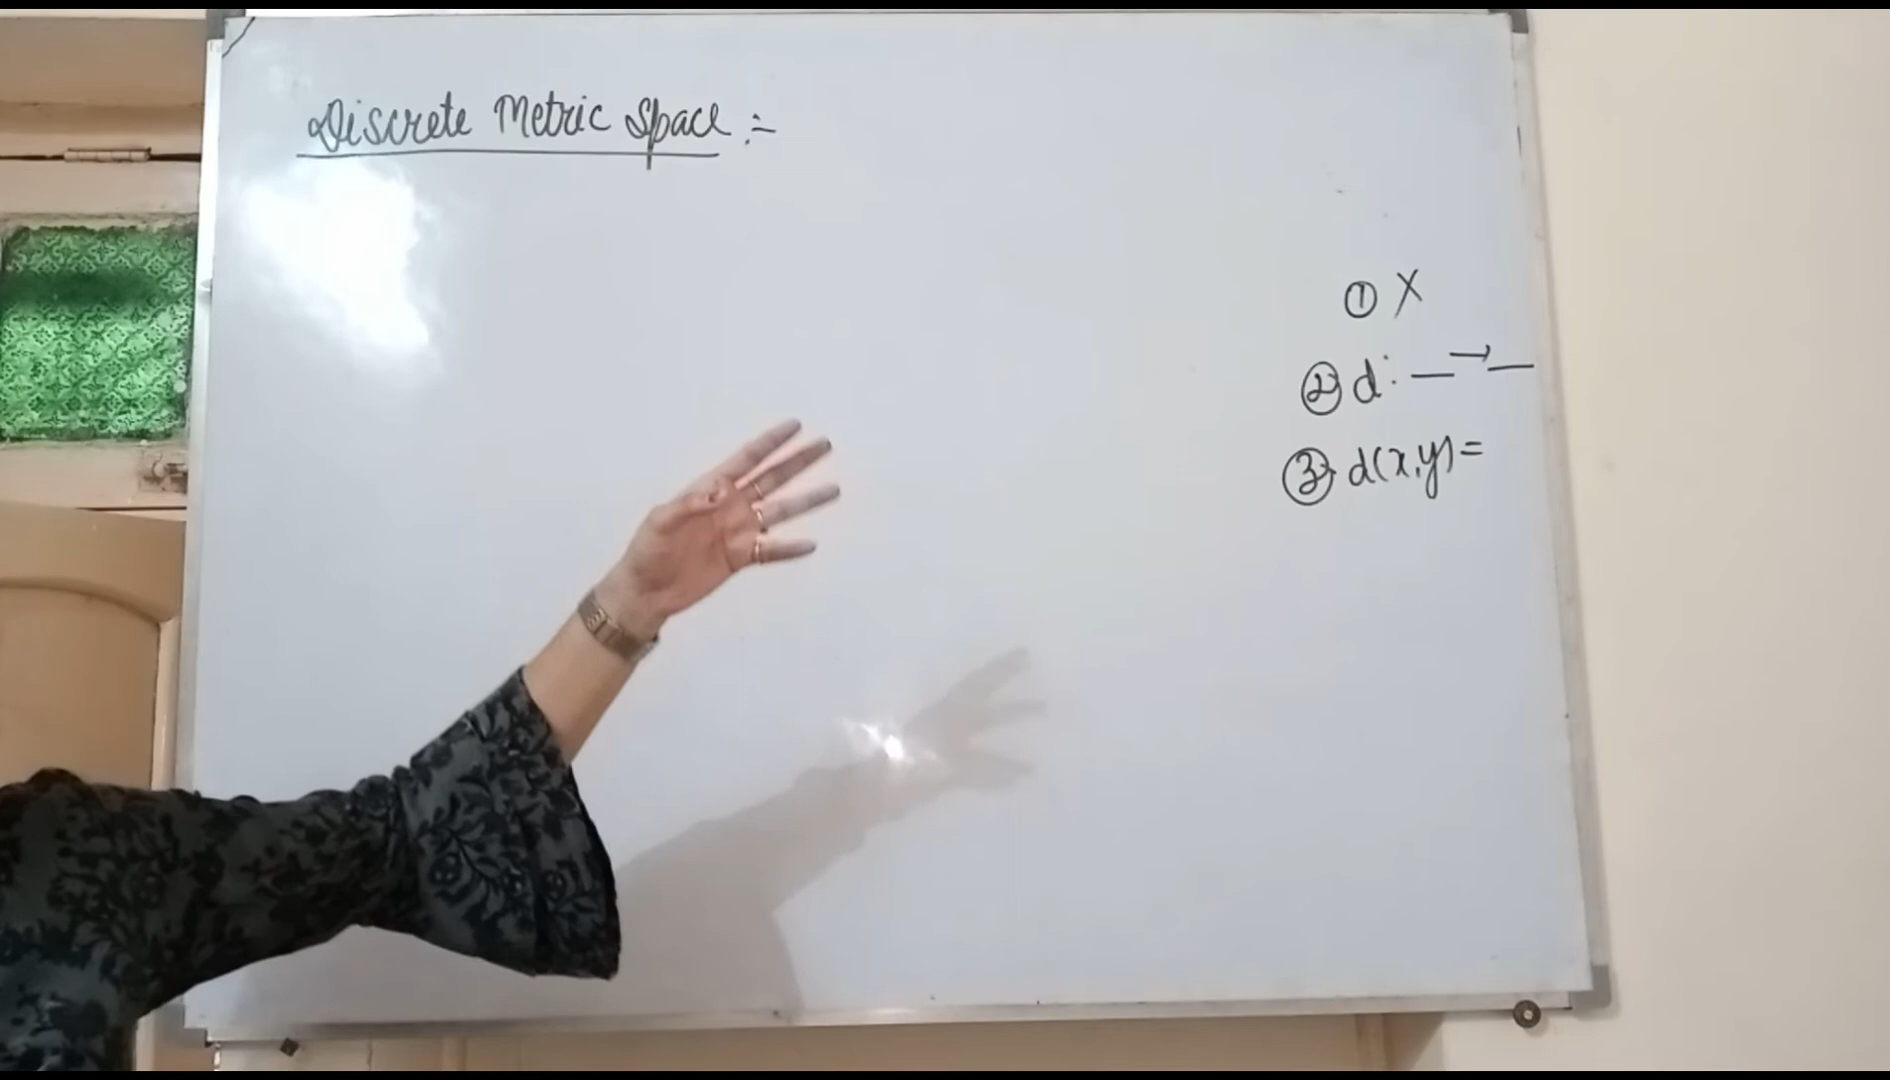 Discrete Metric Space :-
① X
② d: — → —
③ d(x,y)=